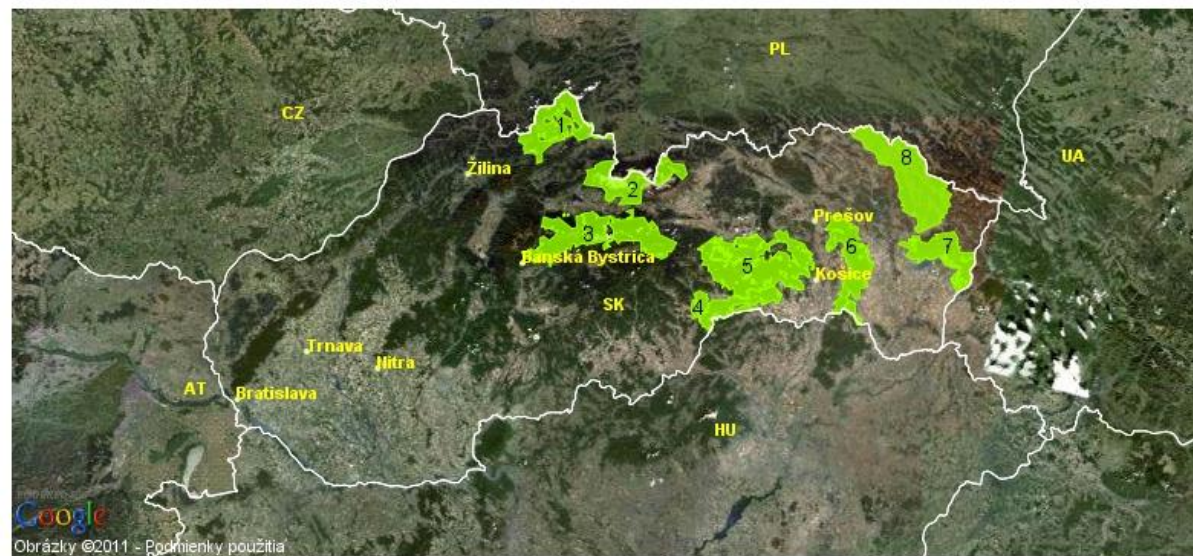 PL
CZ
1
UA
8
Žilina
2
Prešov
3
7
6
Banská Bystrica
5
Košice
SK
4
Trnava
Nitra
AT
Bratislava
HU
Google
Obrázky ©2011 - Podmienky použitia